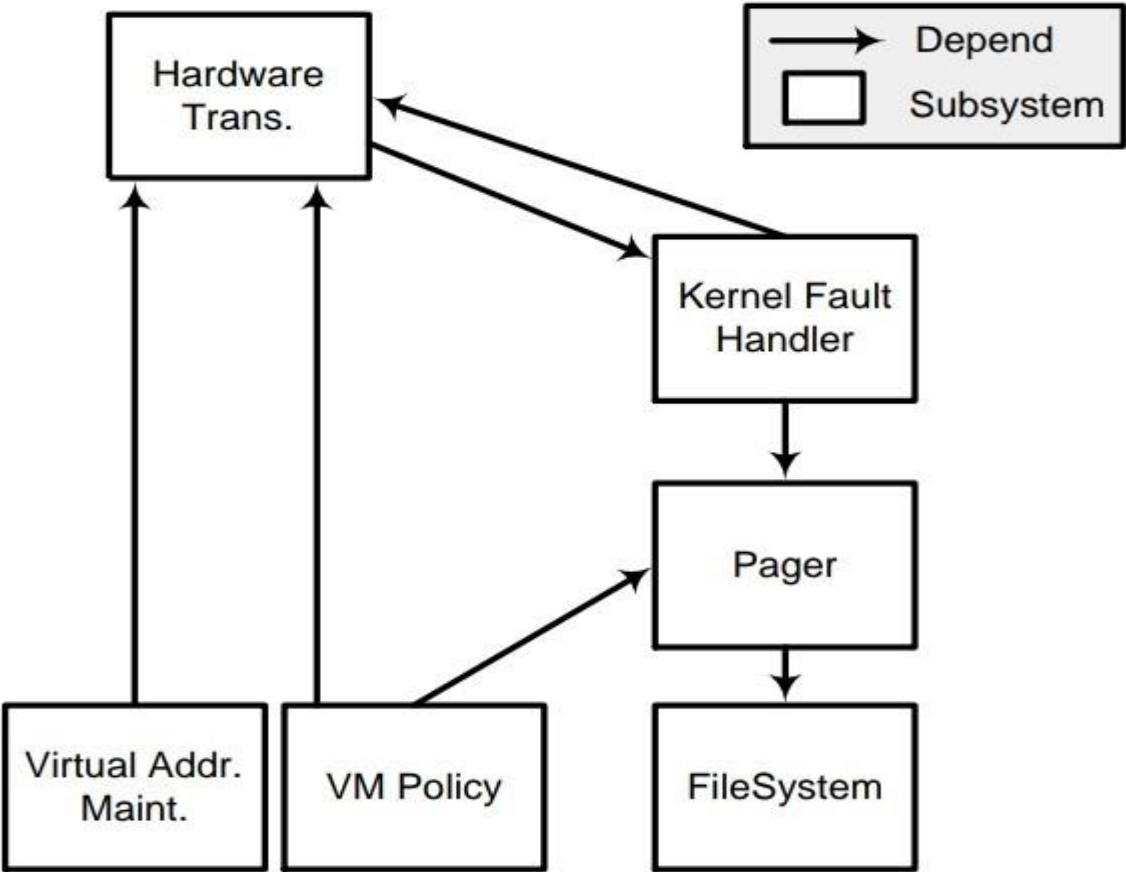 Hardware
Trans.
Depend
Subsystem
Kernel Fault
Handler
Pager
Virtual Addr.
Maint.
VM Policy
FileSystem